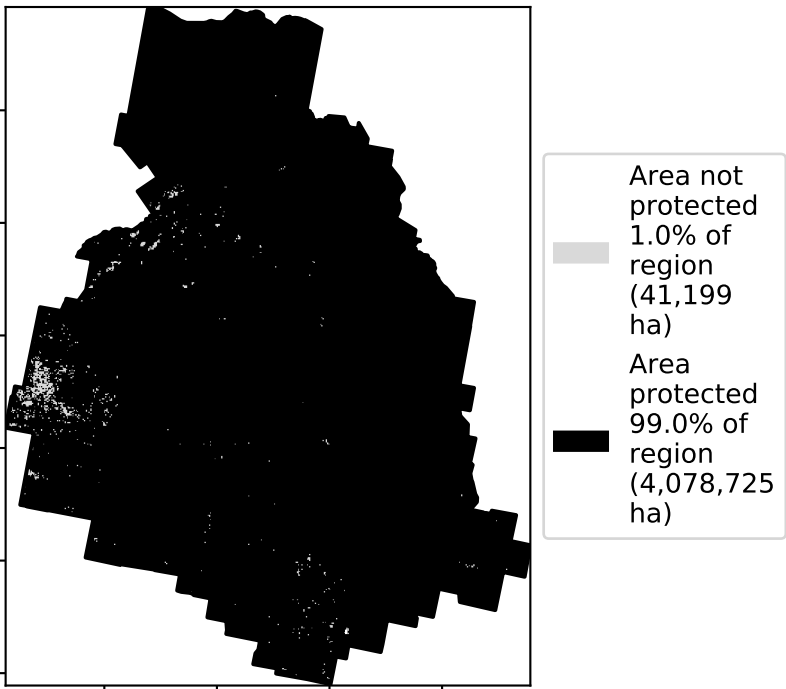 Area not
protected
1.0% of
region
(41,199
ha)
Area
protected
99.0% of
region
(4,078,725
ha)